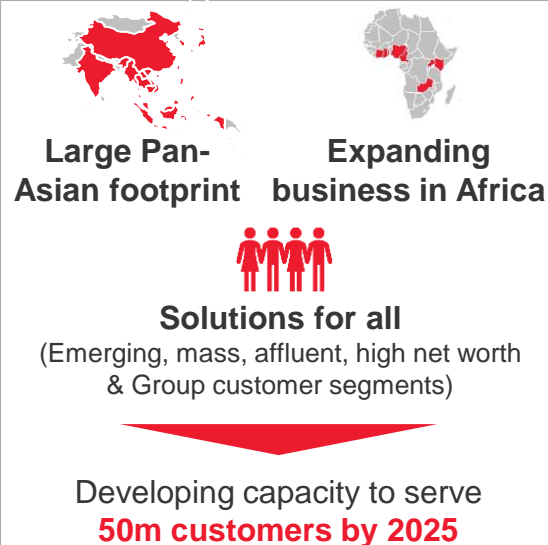 Large Pan-
Asian footprint
Expanding
business in Africa
Solutions for all
(Emerging, mass, affluent, high net worth
& Group customer segments)
Developing capacity to serve
50m customers by 2025